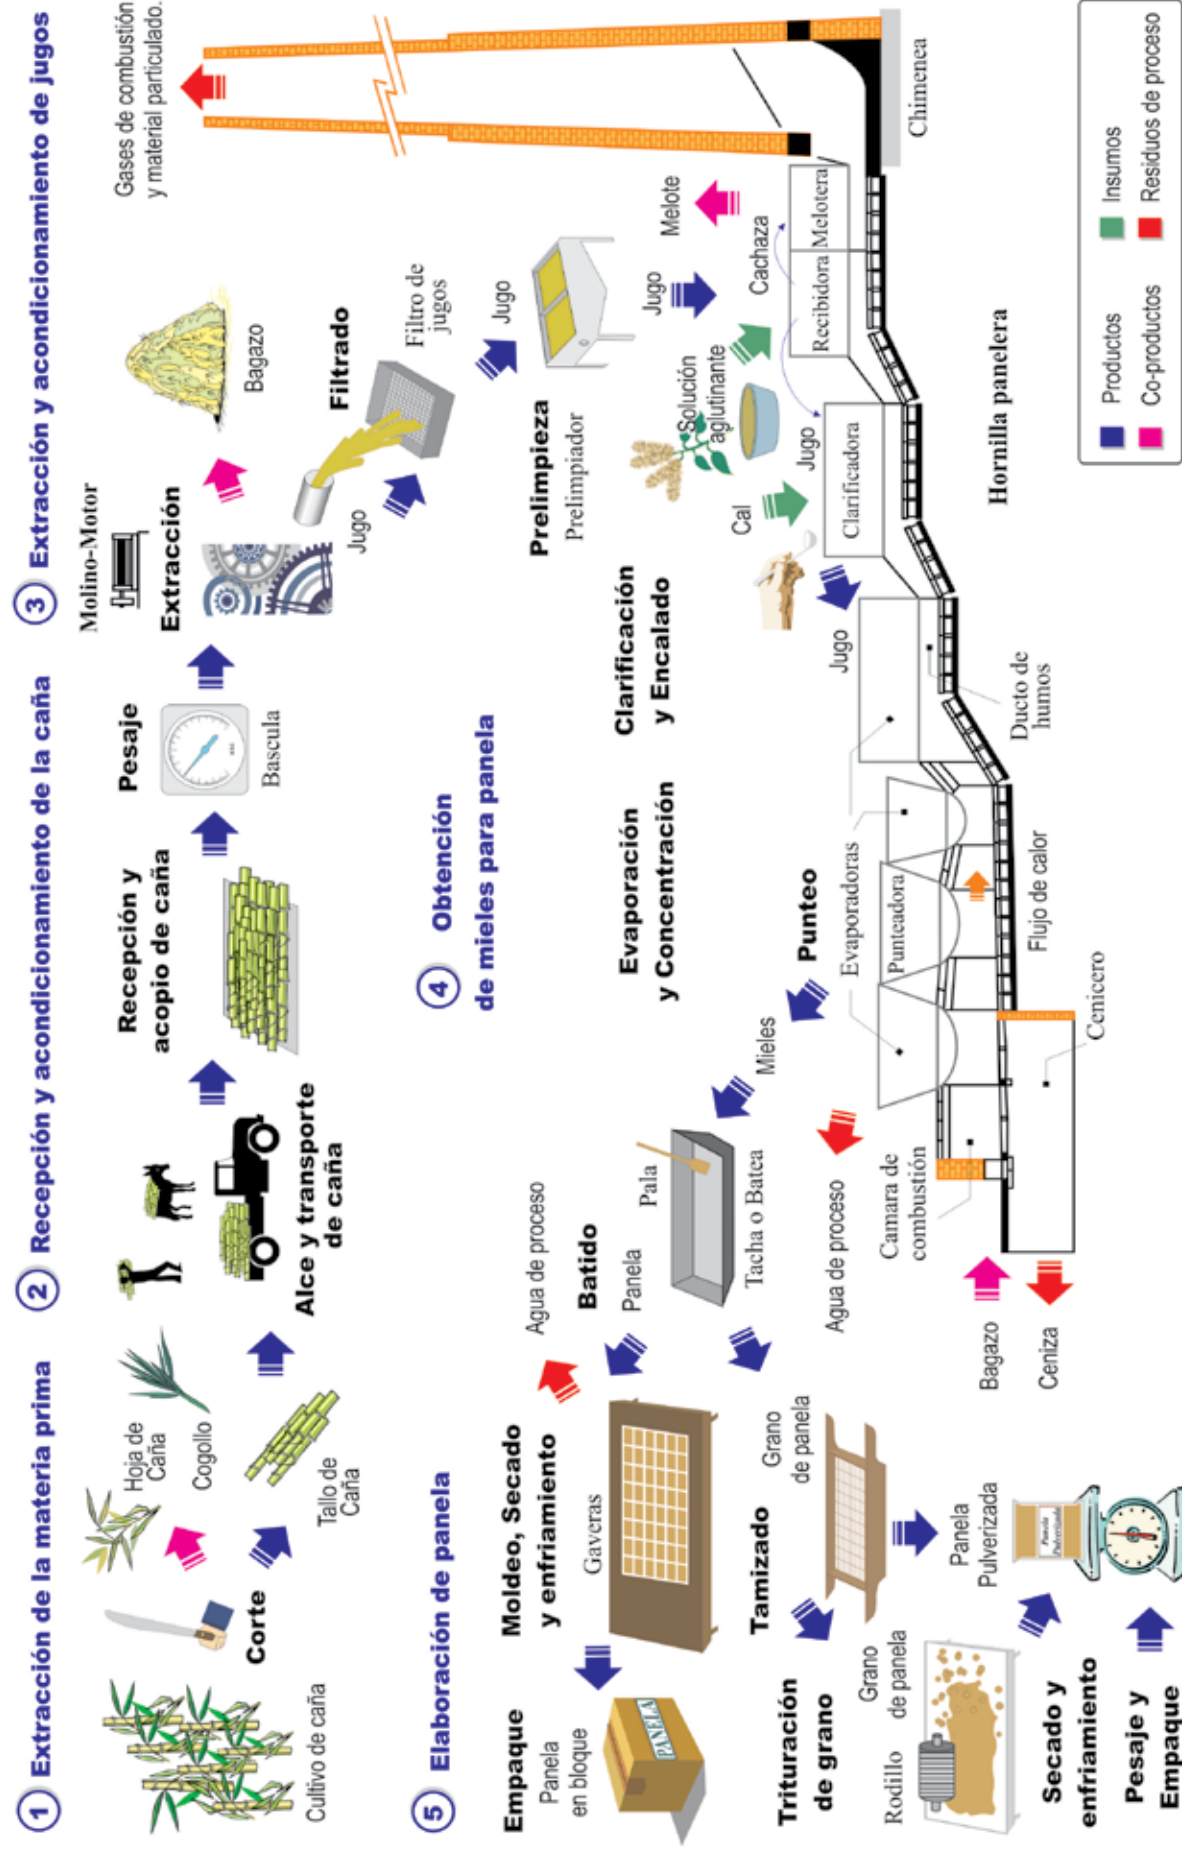 1 Extracción de la materia prima
Cultivo de caña
Corte
Hoja de
Caña
Cogollo
Tallo de
Caña
2 Recepción y acondicionamiento de la caña
Alce y transporte
de caña
Recepción y
acopio de caña
Pesaje
Bascula
3 Extracción y acondicionamiento de jugos
Molino-Motor
Extracción
Bagazo
Jugo
Filtrado
Filtro de
jugos
Jugo
Prelimpieza
Prelimpiador
Jugo
Gases de combustión
y material particulado.
4 Obtención
de mieles para panela
Clarificación
y Encalado
Cal
Solución
aglutinante
Jugo
Cachaza
Melote
Evaporación
y Concentración
Jugo
Punteo
Mieles
Evaporadoras
Punteadora
Clarificadora
Recibidora
Melotera
Chimenea
Hornilla panelera
Ducto de
humos
Flujo de calor
Cenicero
Camara de
combustión
Agua de proceso
Bagazo
Ceniza
5 Elaboración de panela
Batido
Pala
Tacha o Batea
Panela
Agua de proceso
Moldeo, Secado
y enfriamiento
Gaveras
Empaque
Panela
en bloque
PANELA
Tamizado
Grano
de panela
Trituración
de grano
Rodillo
Grano
de panela
Panela
Pulverizada
Panela
Pulverizada
Secado y
enfriamiento
Pesaje y
Empaque
Productos
Insumos
Co-productos
Residuos de proceso